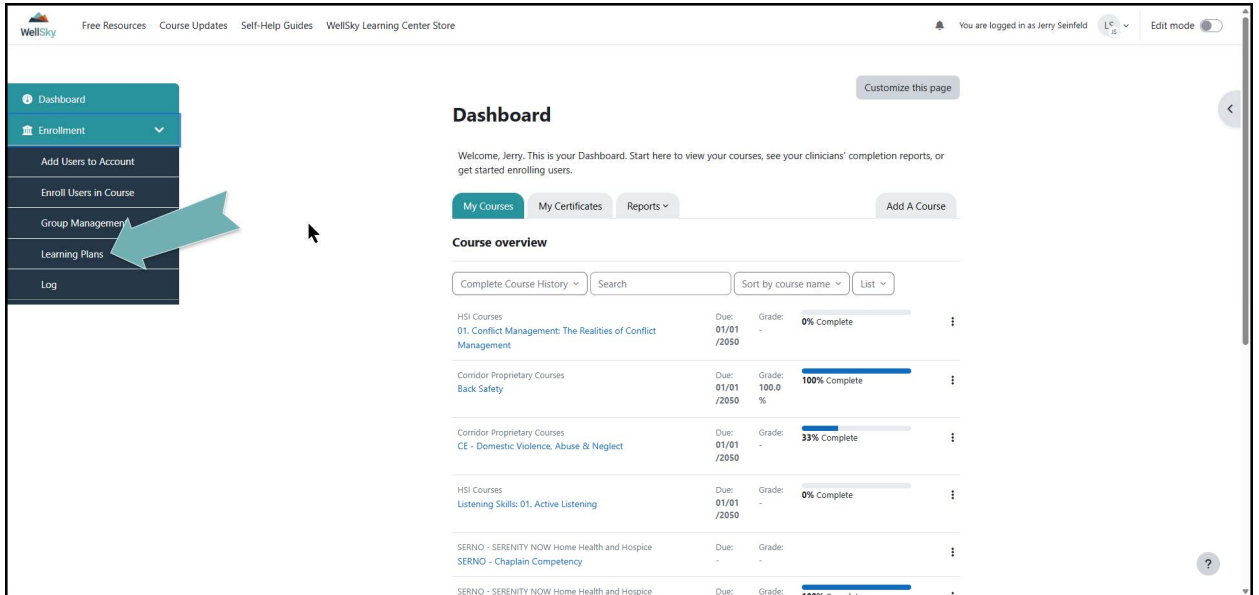 WellSky
Free Resources Course Updates Self-Help Guides WellSky Learning Center Store
You are logged in as Jerry Seinfeld
Edit mode
Dashboard
Enrollment
Add Users to Account
Enroll Users in Course
Group Management
Learning Plans
Log
Customize this page
Dashboard
Welcome, Jerry. This is your Dashboard. Start here to view your courses, see your clinicians' completion reports, or
get started enrolling users.
My Courses My Certificates Reports Add A Course
Course overview
Complete Course History Search Sort by course name List
HSI Courses
01. Conflict Management: The Realities of Conflict
Management
Due:
01/01
/2050
Grade:
-
0% Complete
Corridor Proprietary Courses
Back Safety
Due:
01/01
/2050
Grade:
100.0
%
100% Complete
Corridor Proprietary Courses
CE - Domestic Violence, Abuse & Neglect
Due:
01/01
/2050
Grade:
-
33% Complete
HSI Courses
Listening Skills: 01. Active Listening
Due:
01/01
/2050
Grade:
-
0% Complete
SERNO - SERENITY NOW Home Health and Hospice
SERNO - Chaplain Competency
Due:
-
Grade:
-
SERNO - SERENITY NOW Home Health and Hospice
Due:
Grade:
100% Complete
?